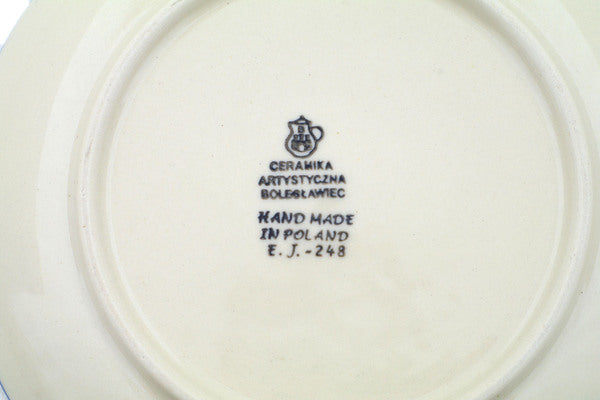 CERAMIKA
ARTYSTYCZNA
BOLESŁAWIEC
HAND MADE
IN POLAND
E. J. - 248